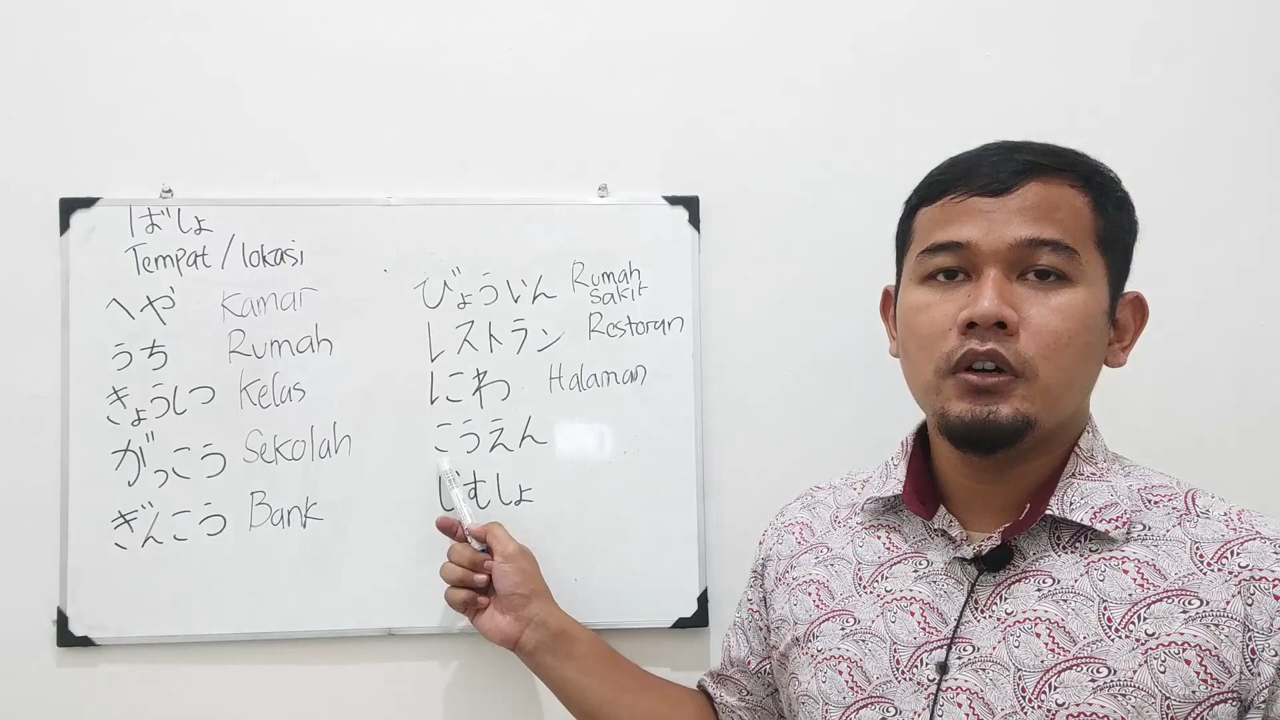 ばしょ
Tempat / lokasi
へや Kamar
うち Rumah
きょうしつ Kelas
がっこう Sekolah
ぎんこう Bank
びょういん Rumah sakit
レストラン Restoran
にわ Halaman
こうえん
じむしょ